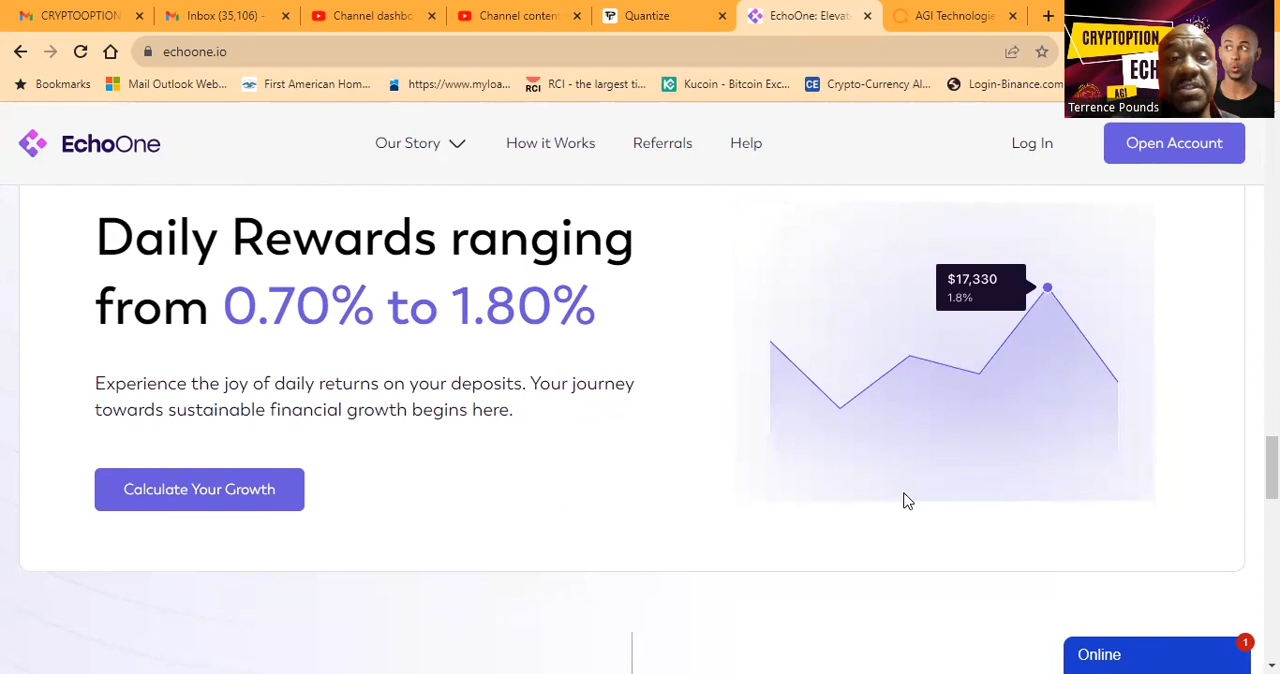 CRYPTOOPTION
Inbox (35,106) -
Channel dashbo
Channel content
Quantize
EchoOne: Elevat
AGI Technologie
echoone.io
Bookmarks
Mail Outlook Web...
First American Hom...
https://www.myloa...
RCI
RCI - the largest ti...
Kucoin - Bitcoin Exc...
CE
Crypto-Currency Al...
Login-Binance.com
CRYPTOPTION
ECH
AGI
Terrence Pounds
EchoOne
Our Story
How it Works
Referrals
Help
Log In
Open Account
Daily Rewards ranging
from 0.70% to 1.80%
$17,330
1.8%
Experience the joy of daily returns on your deposits. Your journey
towards sustainable financial growth begins here.
Calculate Your Growth
Online
1